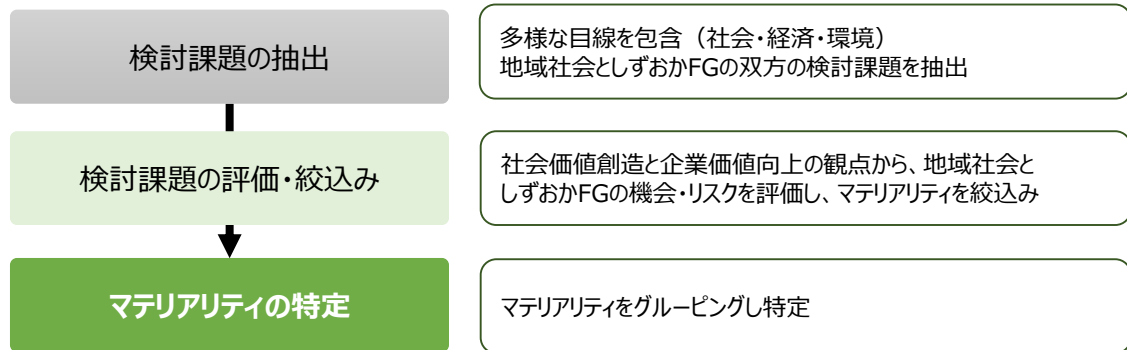 検討課題の抽出
多様な目線を包含（社会・経済・環境）
地域社会としずおかFGの双方の検討課題を抽出
検討課題の評価・絞込み
社会価値創造と企業価値向上の観点から、地域社会と
しずおかFGの機会・リスクを評価し、マテリアリティを絞込み
マテリアリティの特定
マテリアリティをグルーピングし特定